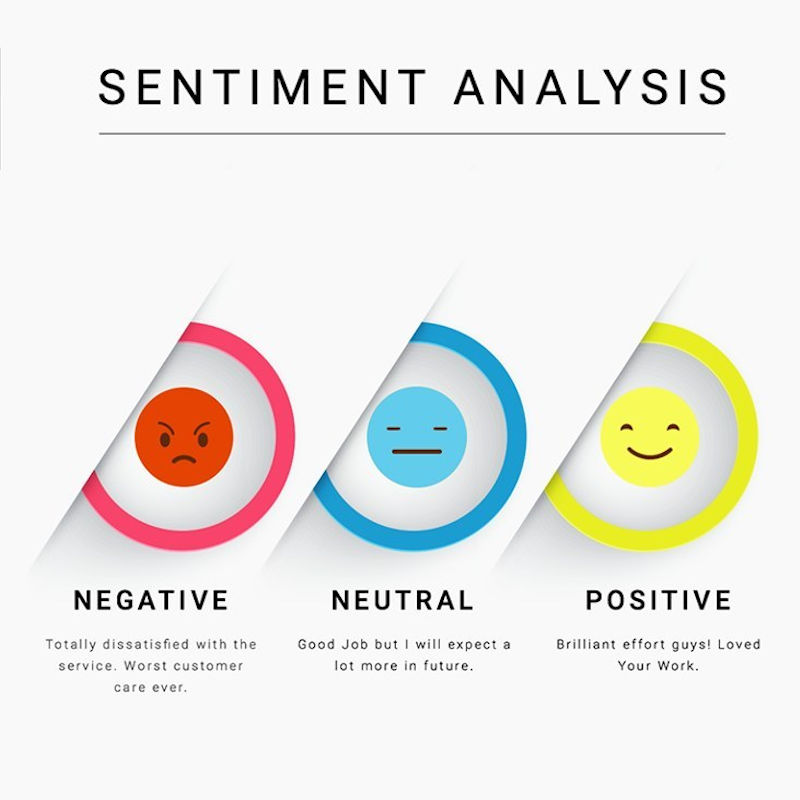 SENTIMENT ANALYSIS
NEGATIVE
Totally dissatisfied with the
service. Worst customer
care ever.
NEUTRAL
Good Job but I will expect a
lot more in future.
POSITIVE
Brilliant effort guys! Loved
Your Work.